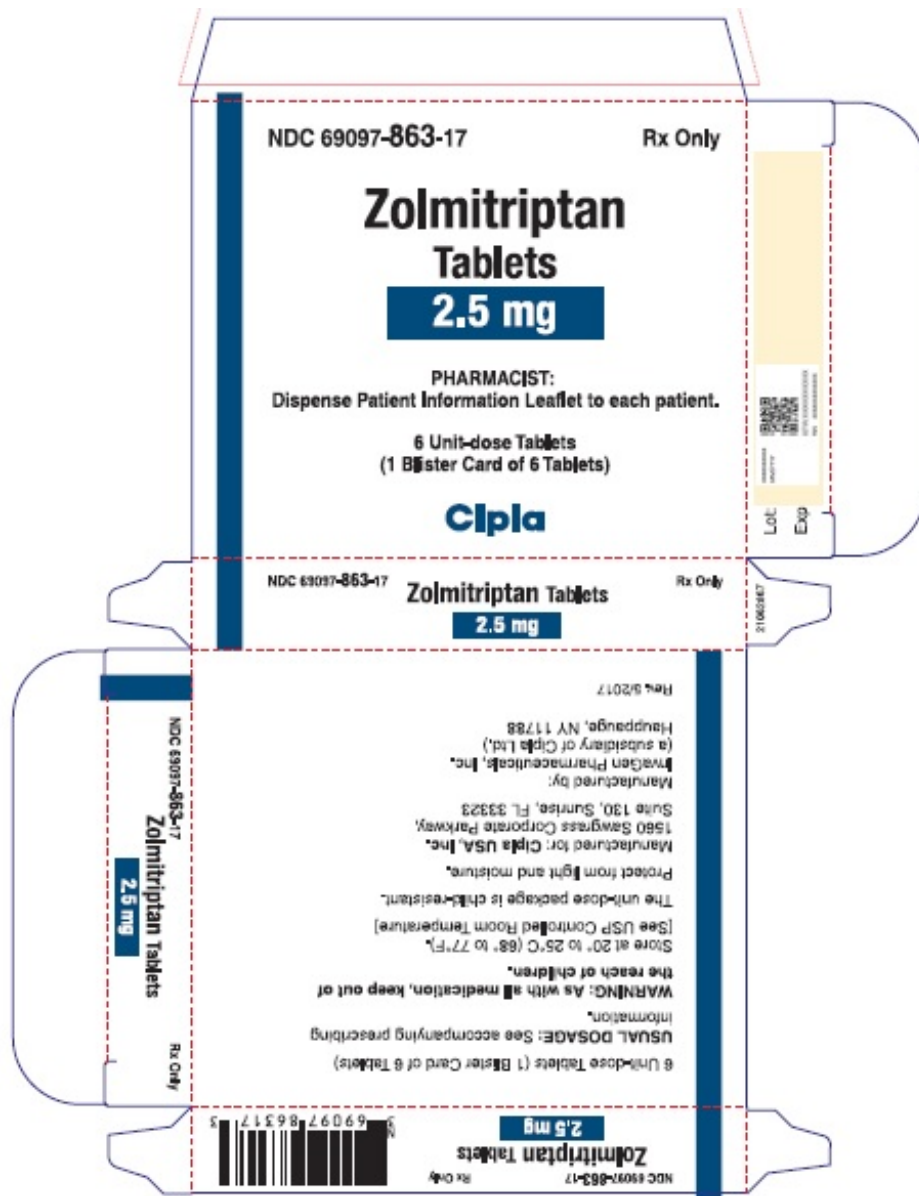 NDC 69097-863-17
Rx Only
Zolmitriptan
Tablets
2.5 mg
PHARMACIST:
Dispense Patient Information Leaflet to each patient.
6 Unit-dose Tablets
(1 Blister Card of 6 Tablets)
Cipla
Lot:
Exp
NDC 69097-863-17
Zolmitriptan Tablets
Rx Only
2.5 mg
21062867
NDC 69097-863-17
Zolmitriptan Tablets
Rx Only
2.5 mg
6 Unit-dose Tablets (1 Blister Card of 6 Tablets)
USUAL DOSAGE: See accompanying prescribing
information.
WARNING: As with all medication, keep out of
the reach of children.
Store at 20° to 25°C (68° to 77°F).
[See USP Controlled Room Temperature]
The unit-dose package is child-resistant.
Protect from light and moisture.
Manufactured for: Cipla USA, Inc.
1560 Sawgrass Corporate Parkway,
Suite 130, Sunrise, FL 33323
Manufactured by:
InvaGen Pharmaceuticals, Inc.
(a subsidiary of Cipla Ltd.)
Hauppauge, NY 11788
Rev. 5/2017
NDC 69097-863-17
Rx Only
Zolmitriptan Tablets
2.5 mg
69097 86317 3